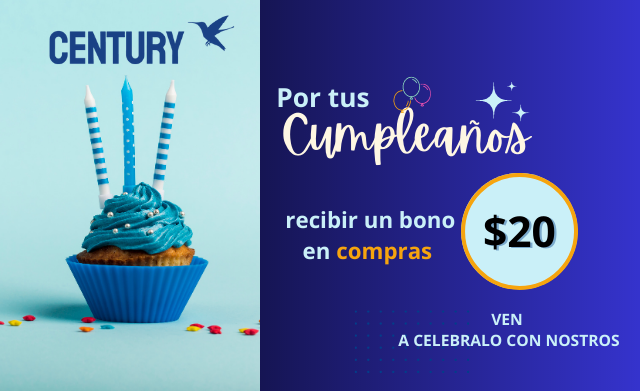 CENTURY
Por tus
Cumpleaños
recibir un bono
en compras
$20
VEN
A CELEBRALO CON NOSTROS